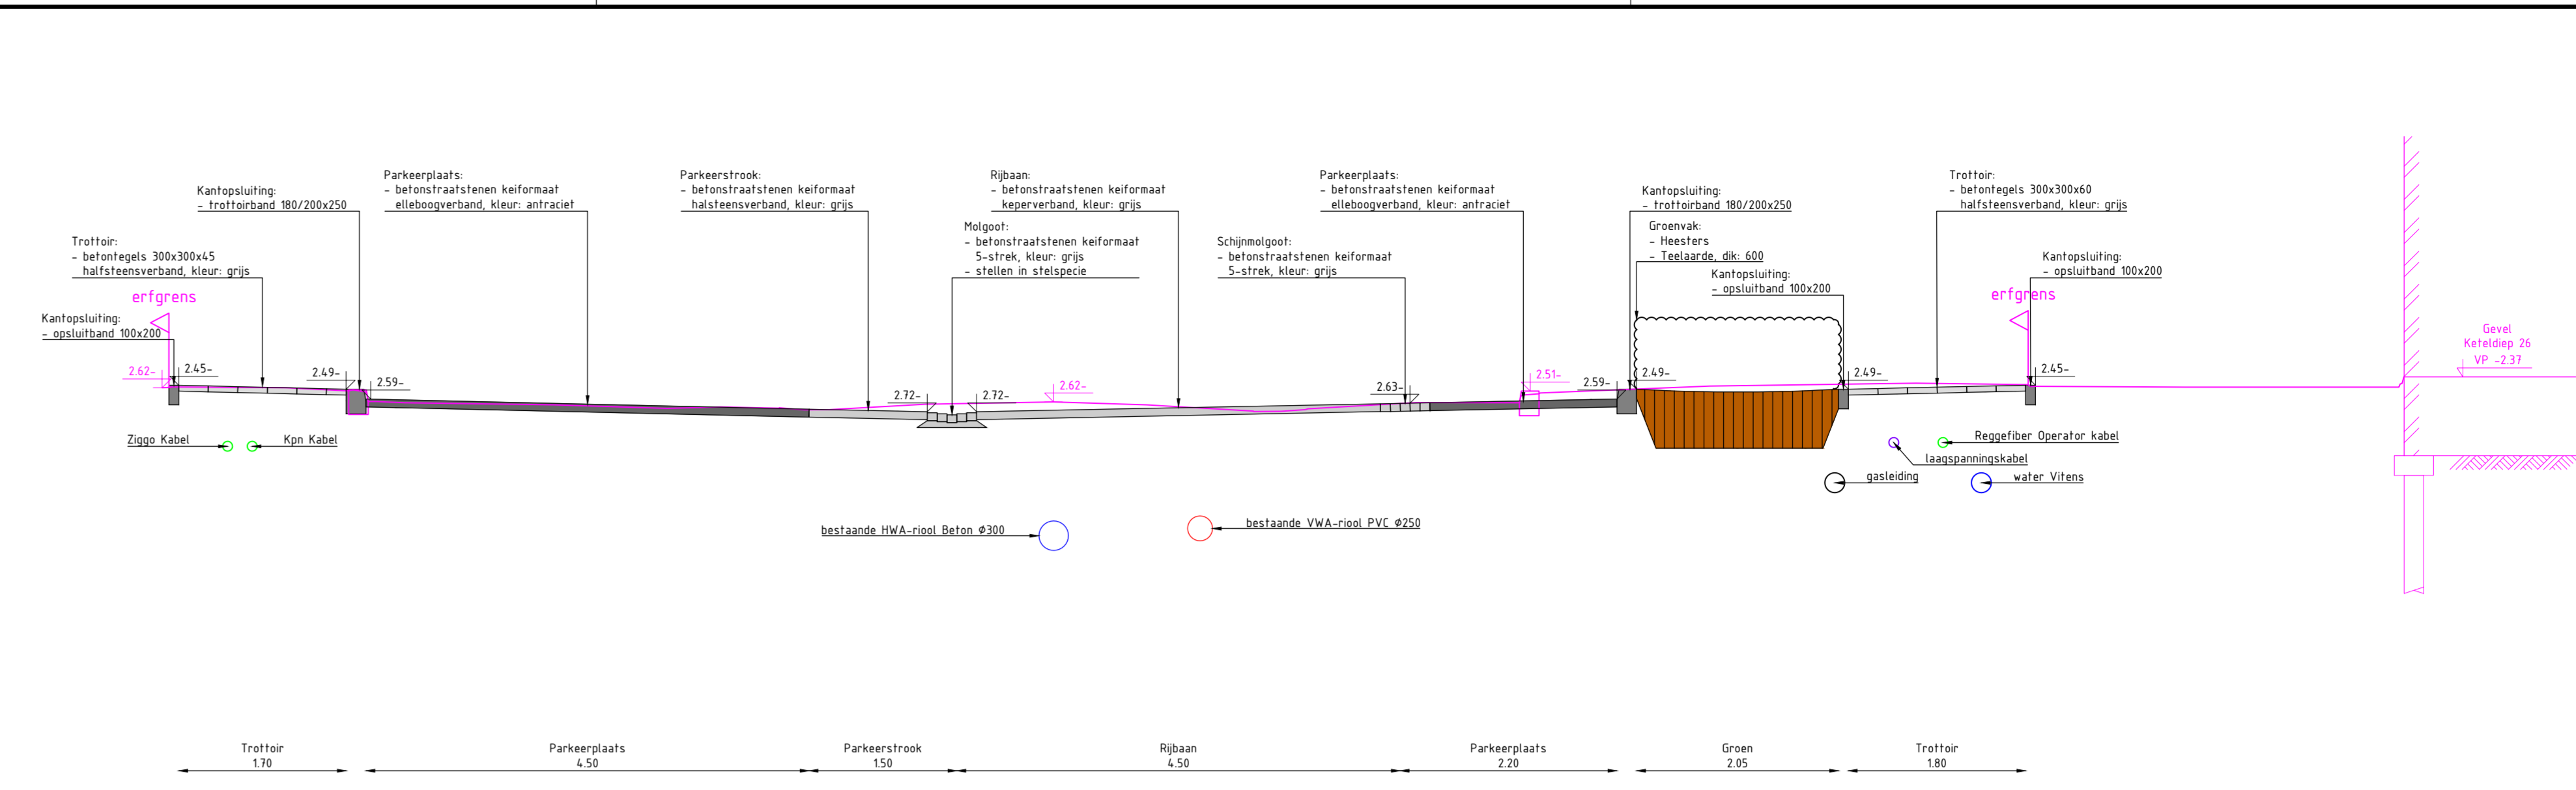 Kantopsluiting:
- trottoirband 180/200x250
Parkeerplaats:
- betonstraatstenen keiformaat
elleboogverband, kleur: antraciet
Parkeerstrook:
- betonstraatstenen keiformaat
halsteensverband, kleur: grijs
Rijbaan:
- betonstraatstenen keiformaat
keperverband, kleur: grijs
Parkeerplaats:
- betonstraatstenen keiformaat
elleboogverband, kleur: antraciet
Kantopsluiting:
- trottoirband 180/200x250
Trottoir:
- betontegels 300x300x60
halfsteensverband, kleur: grijs
Trottoir:
- betontegels 300x300x45
halfsteensverband, kleur: grijs
Molgoot:
- betonstraatstenen keiformaat
5-strek, kleur: grijs
- stellen in stelspecie
Schijnmolgoot:
- betonstraatstenen keiformaat
5-strek, kleur: grijs
Groenvak:
- Heesters
- Teelaarde, dik: 600
Kantopsluiting:
- opsluitband 100x200
Kantopsluiting:
- opsluitband 100x200
erfgrens
erfgrens
Kantopsluiting:
- opsluitband 100x200
2.62-
2.45-
2.49-
2.59-
2.72-
2.72-
2.62-
2.63-
2.51-
2.59-
2.49-
2.49-
2.45-
Gevel
Keteldiep 26
VP -2.37
Ziggo Kabel
Kpn Kabel
Reggefiber Operator kabel
laagspanningskabel
gasleiding
water Vitens
bestaande HWA-riool Beton Ø300
bestaande VWA-riool PVC Ø250
Trottoir
1.70
Parkeerplaats
4.50
Parkeerstrook
1.50
Rijbaan
4.50
Parkeerplaats
2.20
Groen
2.05
Trottoir
1.80